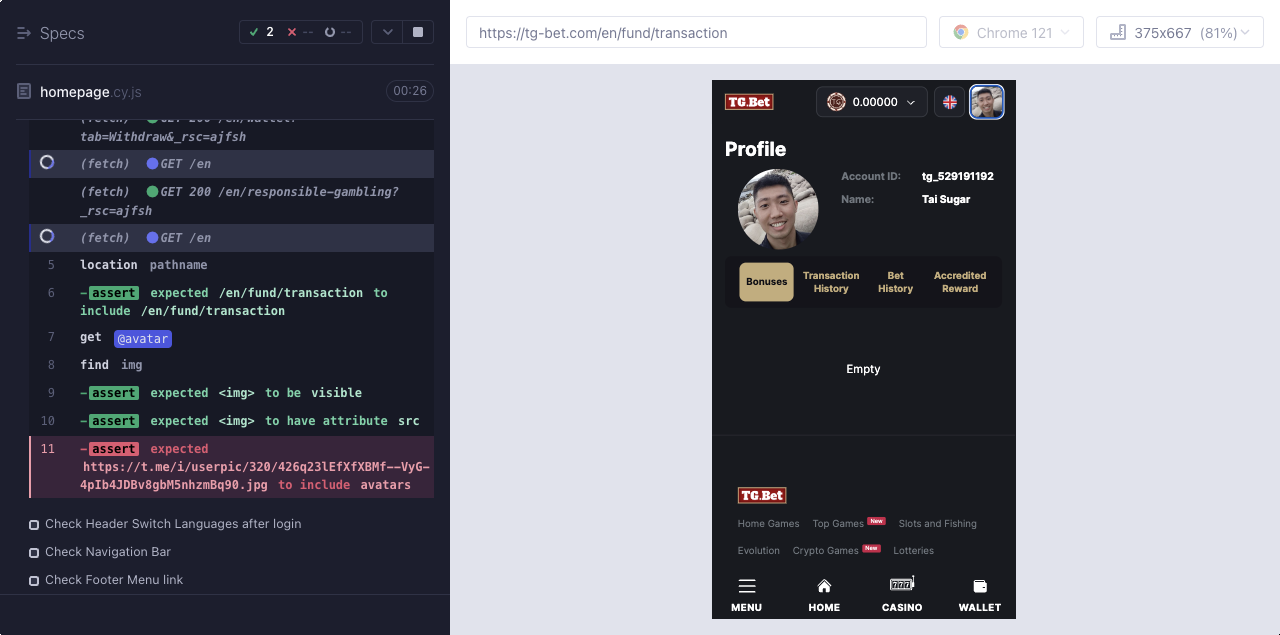 Specs
2
--
--
https://tg-bet.com/en/fund/transaction
Chrome 121
375x667 (81%)
homepage.cy.js
00:26
(fetch) GET 200 /en/wallet?
tab=Withdraw&_rsc=ajfsh
(fetch) GET /en
(fetch) GET 200 /en/responsible-gambling?
_rsc=ajfsh
(fetch) GET /en
5 location pathname
6 -assert expected /en/fund/transaction to
include /en/fund/transaction
7 get @avatar
8 find img
9 -assert expected <img> to be visible
10 -assert expected <img> to have attribute src
11 -assert expected
https://t.me/i/userpic/320/426q23lEfXfXBMf--VyG-
4pIb4JDBv8gbM5nhzmBq90.jpg to include avatars
Check Header Switch Languages after login
Check Navigation Bar
Check Footer Menu link
TG.Bet
TG
0.00000
Profile
Account ID: tg_529191192
Name: Tai Sugar
Bonuses
Transaction
History
Bet
History
Accredited
Reward
Empty
TG.Bet
Home Games
Top Games New
Slots and Fishing
Evolution
Crypto Games New
Lotteries
777
MENU
HOME
CASINO
WALLET